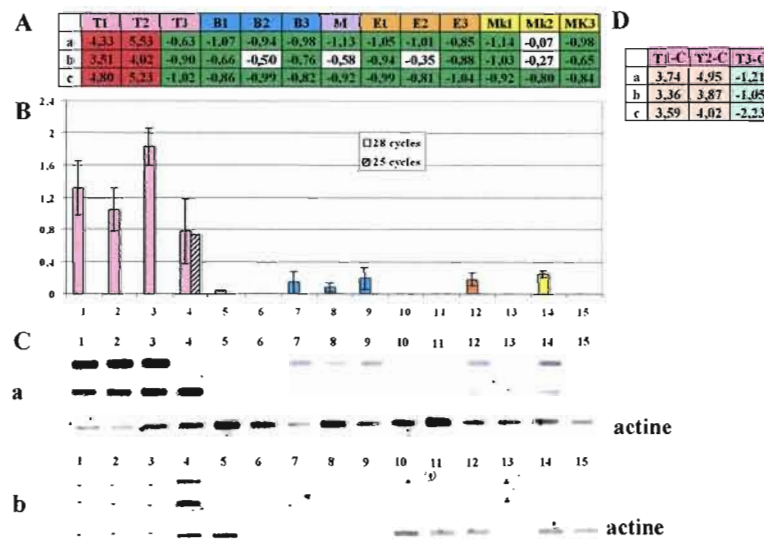 A T1 T2 T3 B1 B2 B3 M E1 E2 E3 Mk1 Mk2 MK3
a 4,33 5,53 -0,63 -1,07 -0,94 -0,98 -1,13 -1,05 -1,01 -0,85 -1,14 -0,07 -0,98
b 3,51 4,02 -0,90 -0,66 -0,50 -0,76 -0,58 -0,94 -0,35 -0,88 -1,03 -0,27 -0,65
c 4,80 5,23 -1,02 -0,86 -0,99 -0,82 -0,92 -0,99 -0,81 -1,04 -0,92 -0,80 -0,84
D
T1-C T2-C T3-C
a 3,74 4,95 -1,21
b 3,36 3,87 -1,05
c 3,59 4,02 -2,23
B
2.4
2
1.6
1.2
0.8
0.4
0
28 cycles
25 cycles
1 2 3 4 5 6 7 8 9 10 11 12 13 14 15
C
1 2 3 4 5 6 7 8 9 10 11 12 13 14 15
a
actine
1 2 3 4 5 6 7 8 9 10 11 12 13 14 15
b
actine